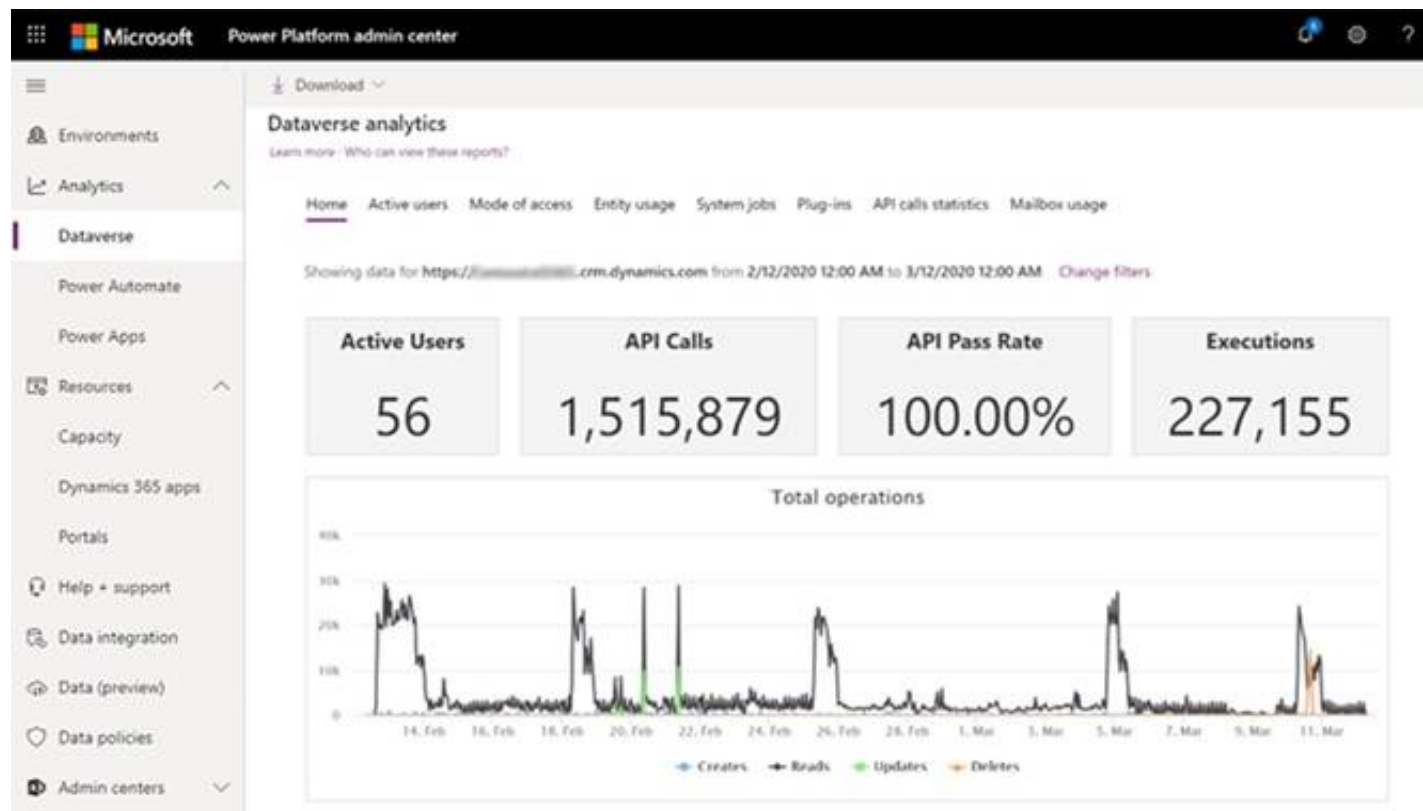 Microsoft Power Platform admin center
?
Download
Environments
Analytics
Dataverse
Power Automate
Power Apps
Resources
Capacity
Dynamics 365 apps
Portals
Help + support
Data integration
Data (preview)
Data policies
Admin centers
Dataverse analytics
Learn more · Who can view these reports?
Home Active users Mode of access Entity usage System jobs Plug-ins API calls statistics Mailbox usage
Showing data for https:// .crm.dynamics.com from 2/12/2020 12:00 AM to 3/12/2020 12:00 AM Change filters
Active Users API Calls API Pass Rate Executions
56 1,515,879 100.00% 227,155
Total operations
40k
30k
20k
10k
0
14. Feb 16. Feb 18. Feb 20. Feb 22. Feb 24. Feb 26. Feb 28. Feb 1. Mar 3. Mar 5. Mar 7. Mar 9. Mar 11. Mar
Creates Reads Updates Deletes